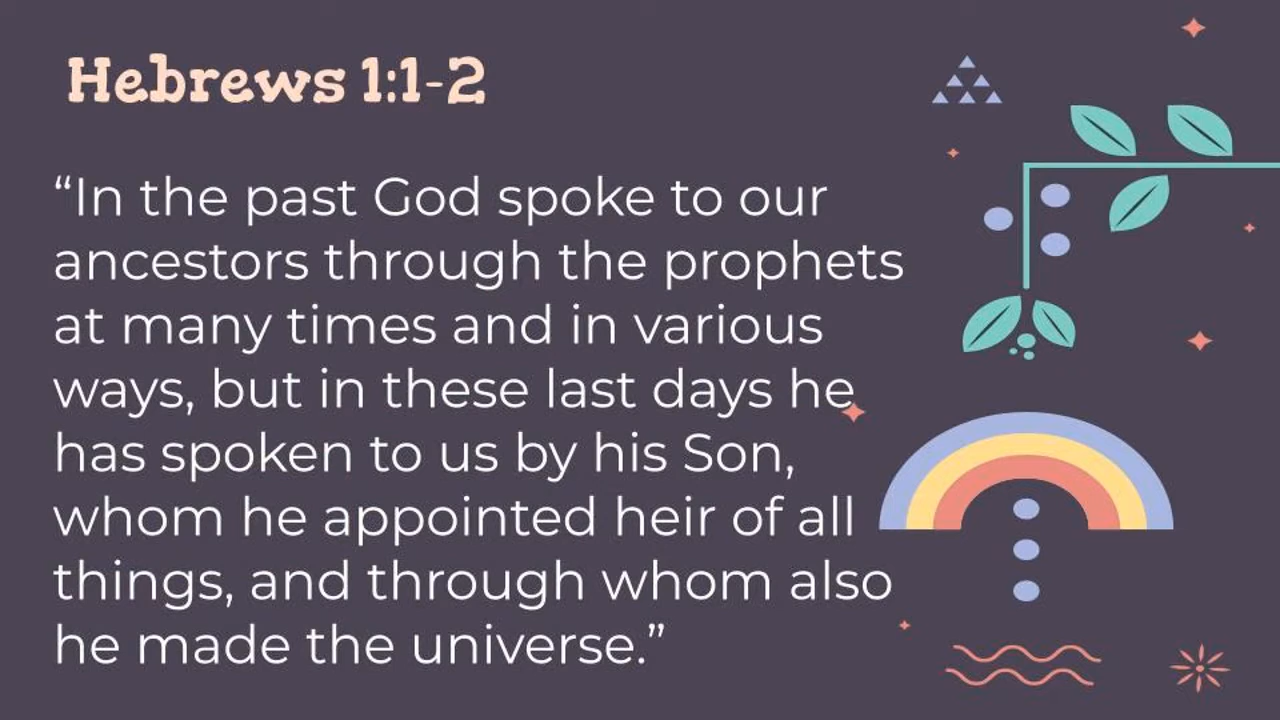 Hebrews 1:1-2
“In the past God spoke to our
ancestors through the prophets
at many times and in various
ways, but in these last days he
has spoken to us by his Son,
whom he appointed heir of all
things, and through whom also
he made the universe.”